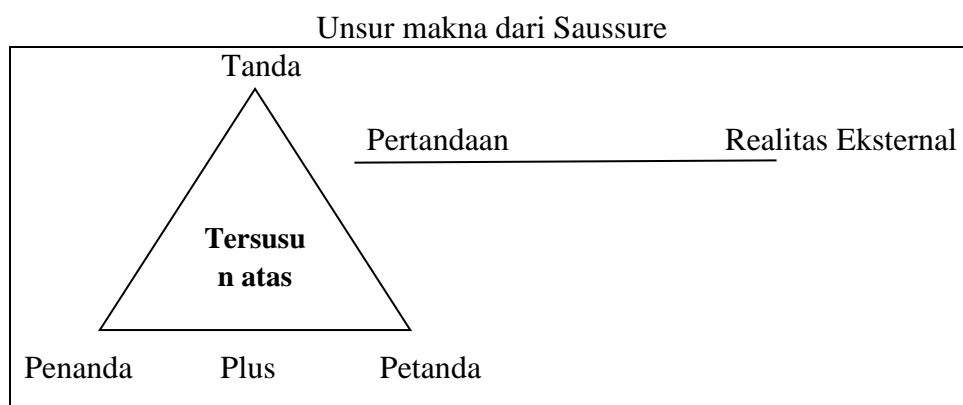 Unsur makna dari Saussure
Tanda
Pertandaan Realitas Eksternal
Tersusu
n atas
Penanda Plus Petanda